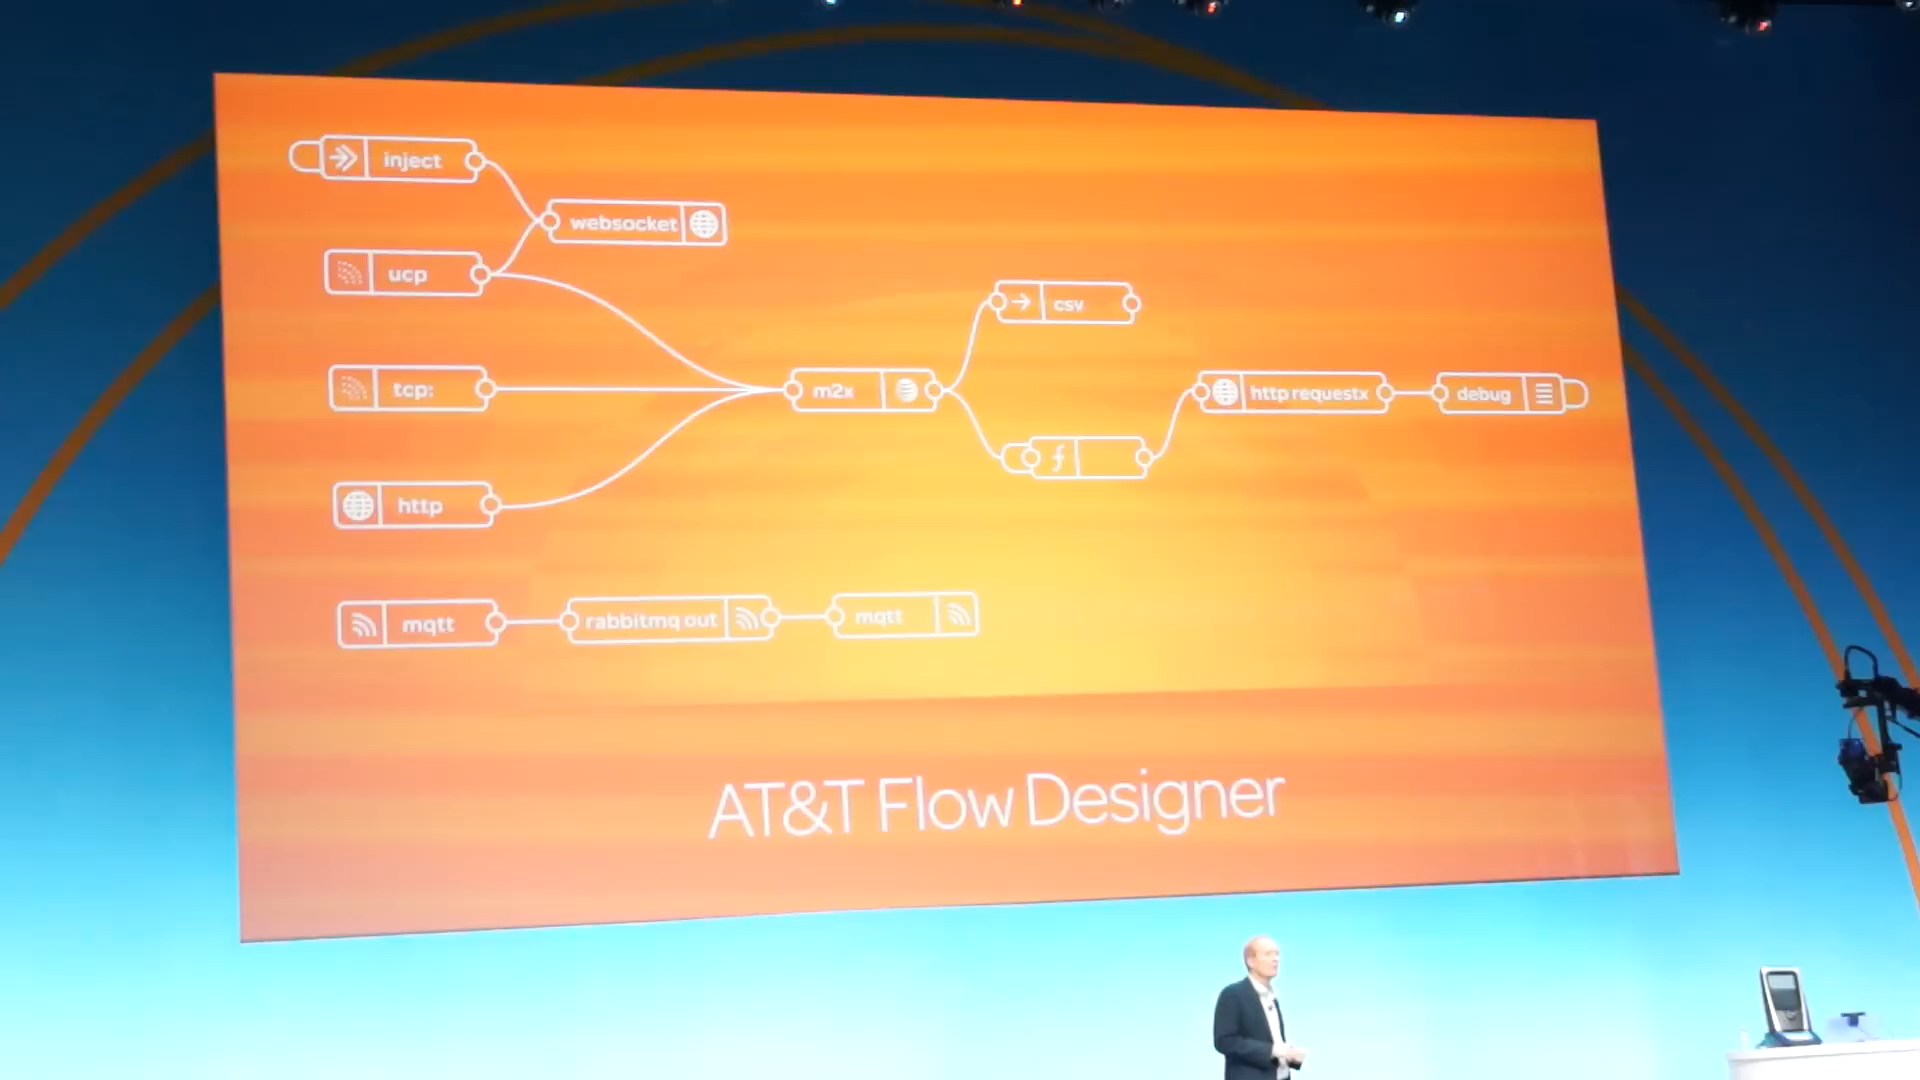 inject
websocket
ucp
csv
tcp:
m2x
http requestx
debug
f
http
mqtt
rabbitmq out
mqtt
AT&T Flow Designer